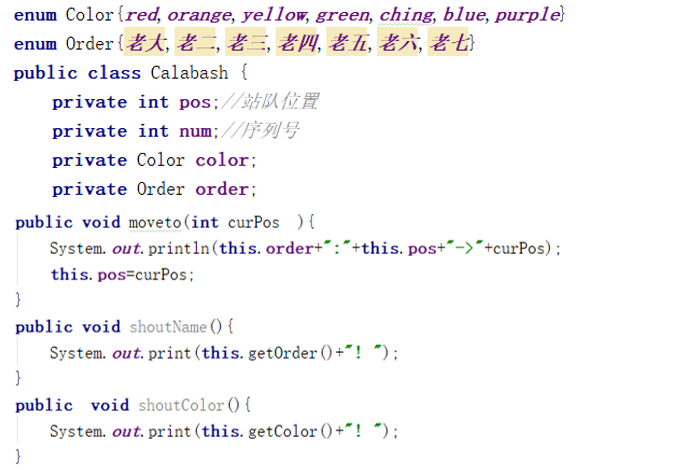 enum Color{red,orange,yellow,green,ching,blue,purple}
enum Order{老大,老二,老三,老四,老五,老六,老七}
public class Calabash {
private int pos;//站队位置
private int num;//序列号
private Color color;
private Order order;
public void moveto(int curPos  ){
System.out.println(this.order+":"+this.pos+"->"+curPos);
this.pos=curPos;
}
public void shoutName(){
System.out.print(this.getOrder()+"! ");
}
public  void shoutColor(){
System.out.print(this.getColor()+"! ");
}